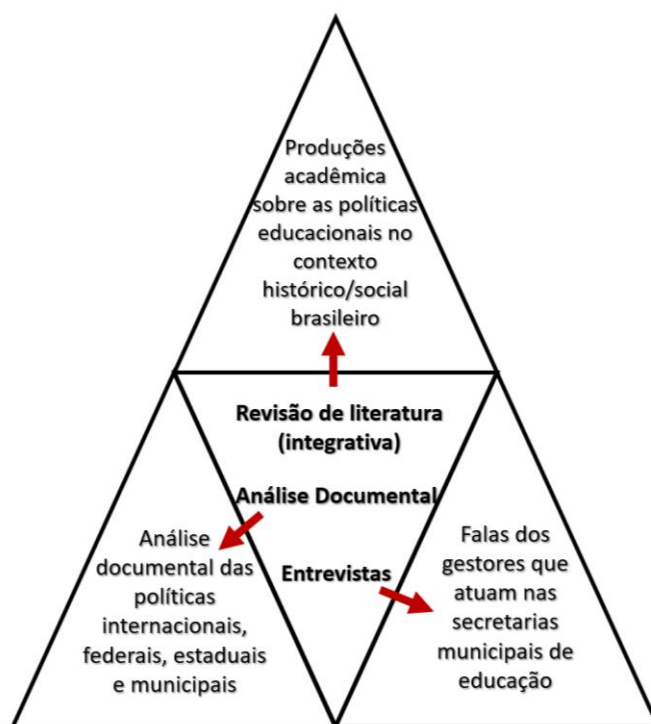 Produções
acadêmica
sobre as políticas
educacionais no
contexto
histórico/social
brasileiro
Revisão de literatura
(integrativa)
Análise Documental
Entrevistas
Análise
documental das
políticas
internacionais,
federais, estaduais
e municipais
Falas dos
gestores que
atuam nas
secretarias
municipais de
educação